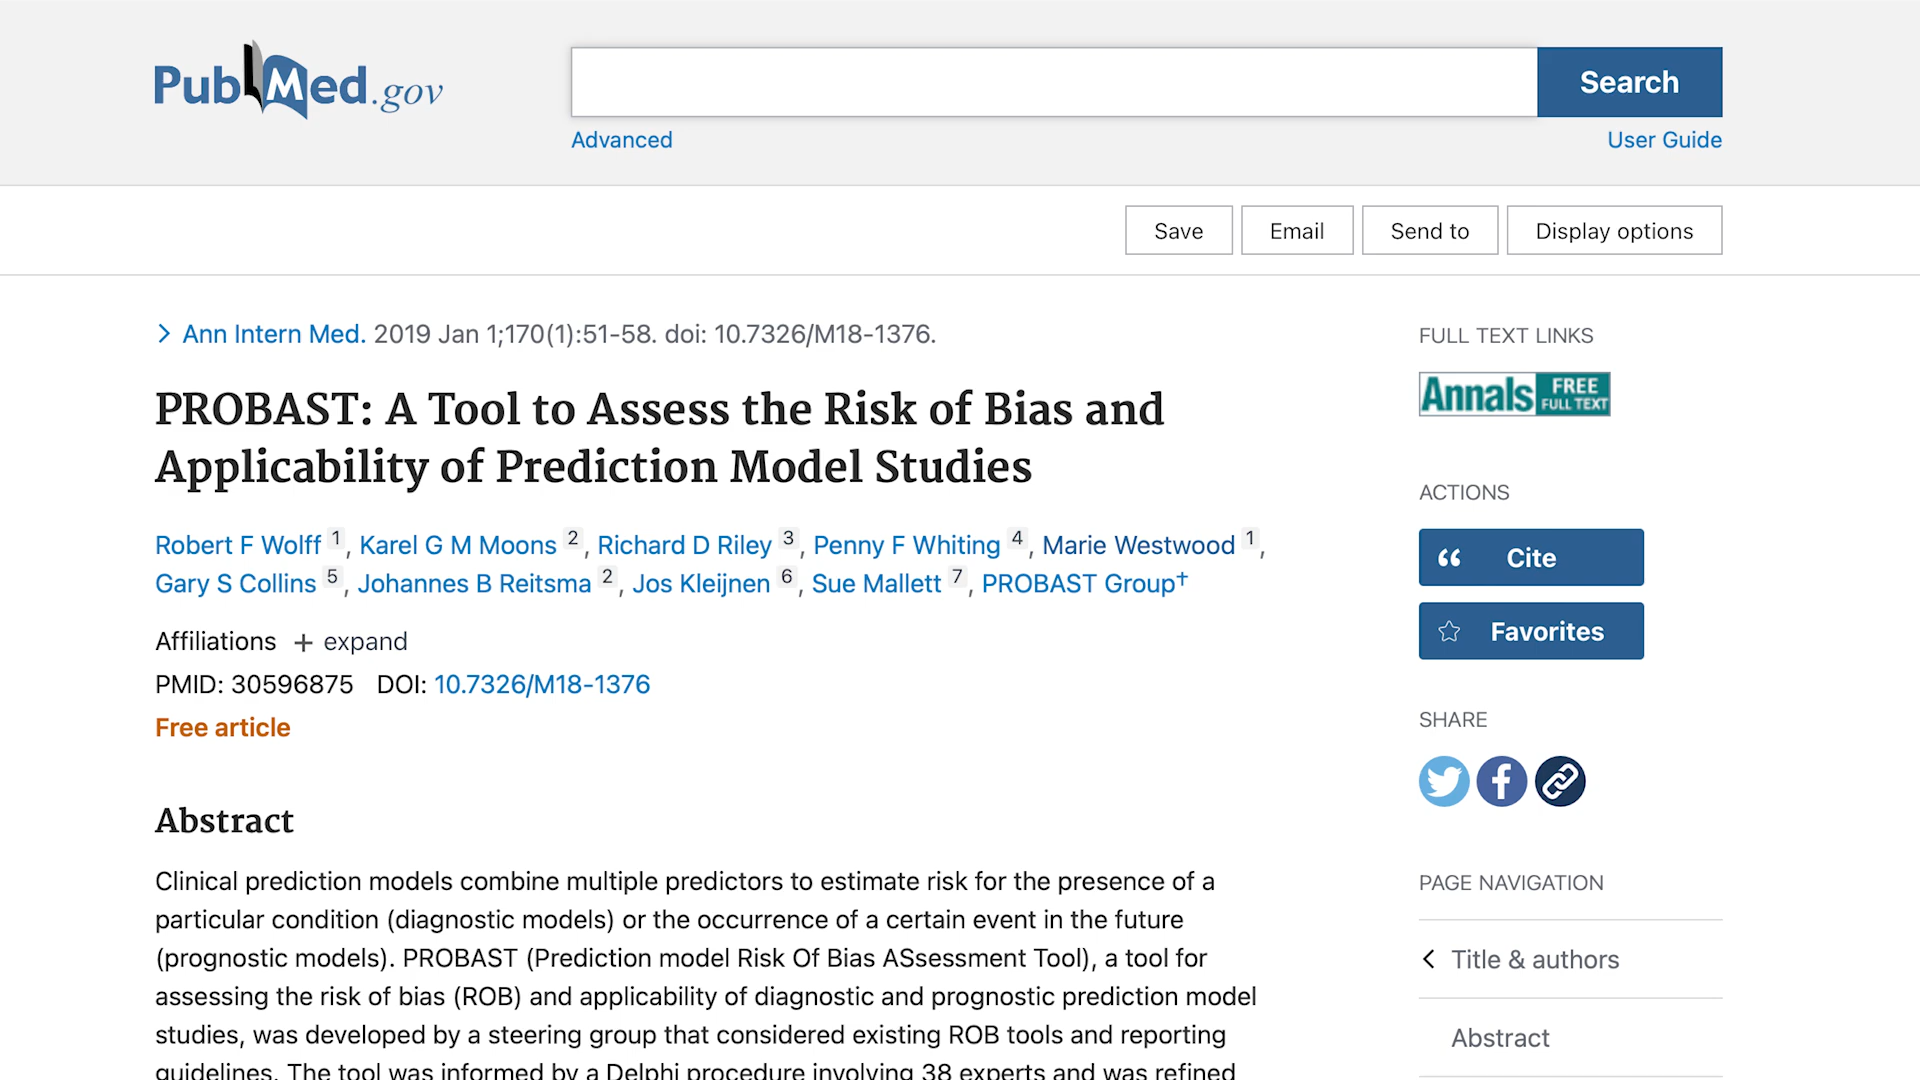 PubMed.gov
Search
Advanced
User Guide
Save
Email
Send to
Display options
Ann Intern Med. 2019 Jan 1;170(1):51-58. doi: 10.7326/M18-1376.
PROBAST: A Tool to Assess the Risk of Bias and
Applicability of Prediction Model Studies
Robert F Wolff 1, Karel G M Moons 2, Richard D Riley 3, Penny F Whiting 4, Marie Westwood 1,
Gary S Collins 5, Johannes B Reitsma 2, Jos Kleijnen 6, Sue Mallett 7, PROBAST Group†
Affiliations + expand
PMID: 30596875 DOI: 10.7326/M18-1376
Free article
Abstract
Clinical prediction models combine multiple predictors to estimate risk for the presence of a
particular condition (diagnostic models) or the occurrence of a certain event in the future
(prognostic models). PROBAST (Prediction model Risk Of Bias ASsessment Tool), a tool for
assessing the risk of bias (ROB) and applicability of diagnostic and prognostic prediction model
studies, was developed by a steering group that considered existing ROB tools and reporting
guidelines. The tool was informed by a Delphi procedure involving 38 experts and was refined
FULL TEXT LINKS
Annals FREE
FULL TEXT
ACTIONS
Cite
Favorites
SHARE
PAGE NAVIGATION
Title & authors
Abstract